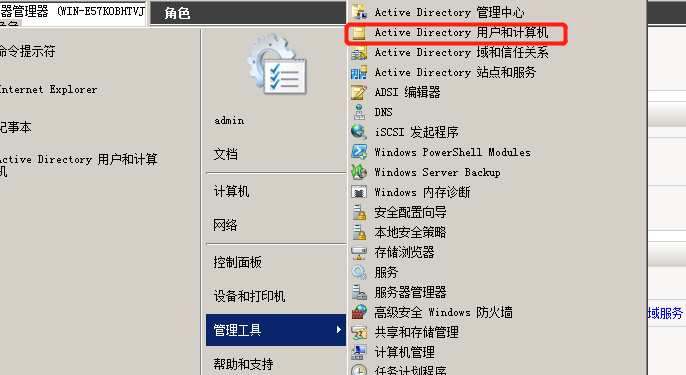 器管理器 (WIN-E57KOBHTVJ
角色
角色
命令提示符
Internet Explorer
记事本
Active Directory 用户和计算
机
admin
文档
计算机
网络
控制面板
设备和打印机
管理工具
帮助和支持
Active Directory 管理中心
Active Directory 用户和计算机
Active Directory 域和信任关系
Active Directory 站点和服务
ADSI 编辑器
DNS
iSCSI 发起程序
Windows PowerShell Modules
Windows Server Backup
Windows 内存诊断
安全配置向导
本地安全策略
存储浏览器
服务
服务器管理器
高级安全 Windows 防火墙
共享和存储管理
计算机管理
任务计划程序
域服务